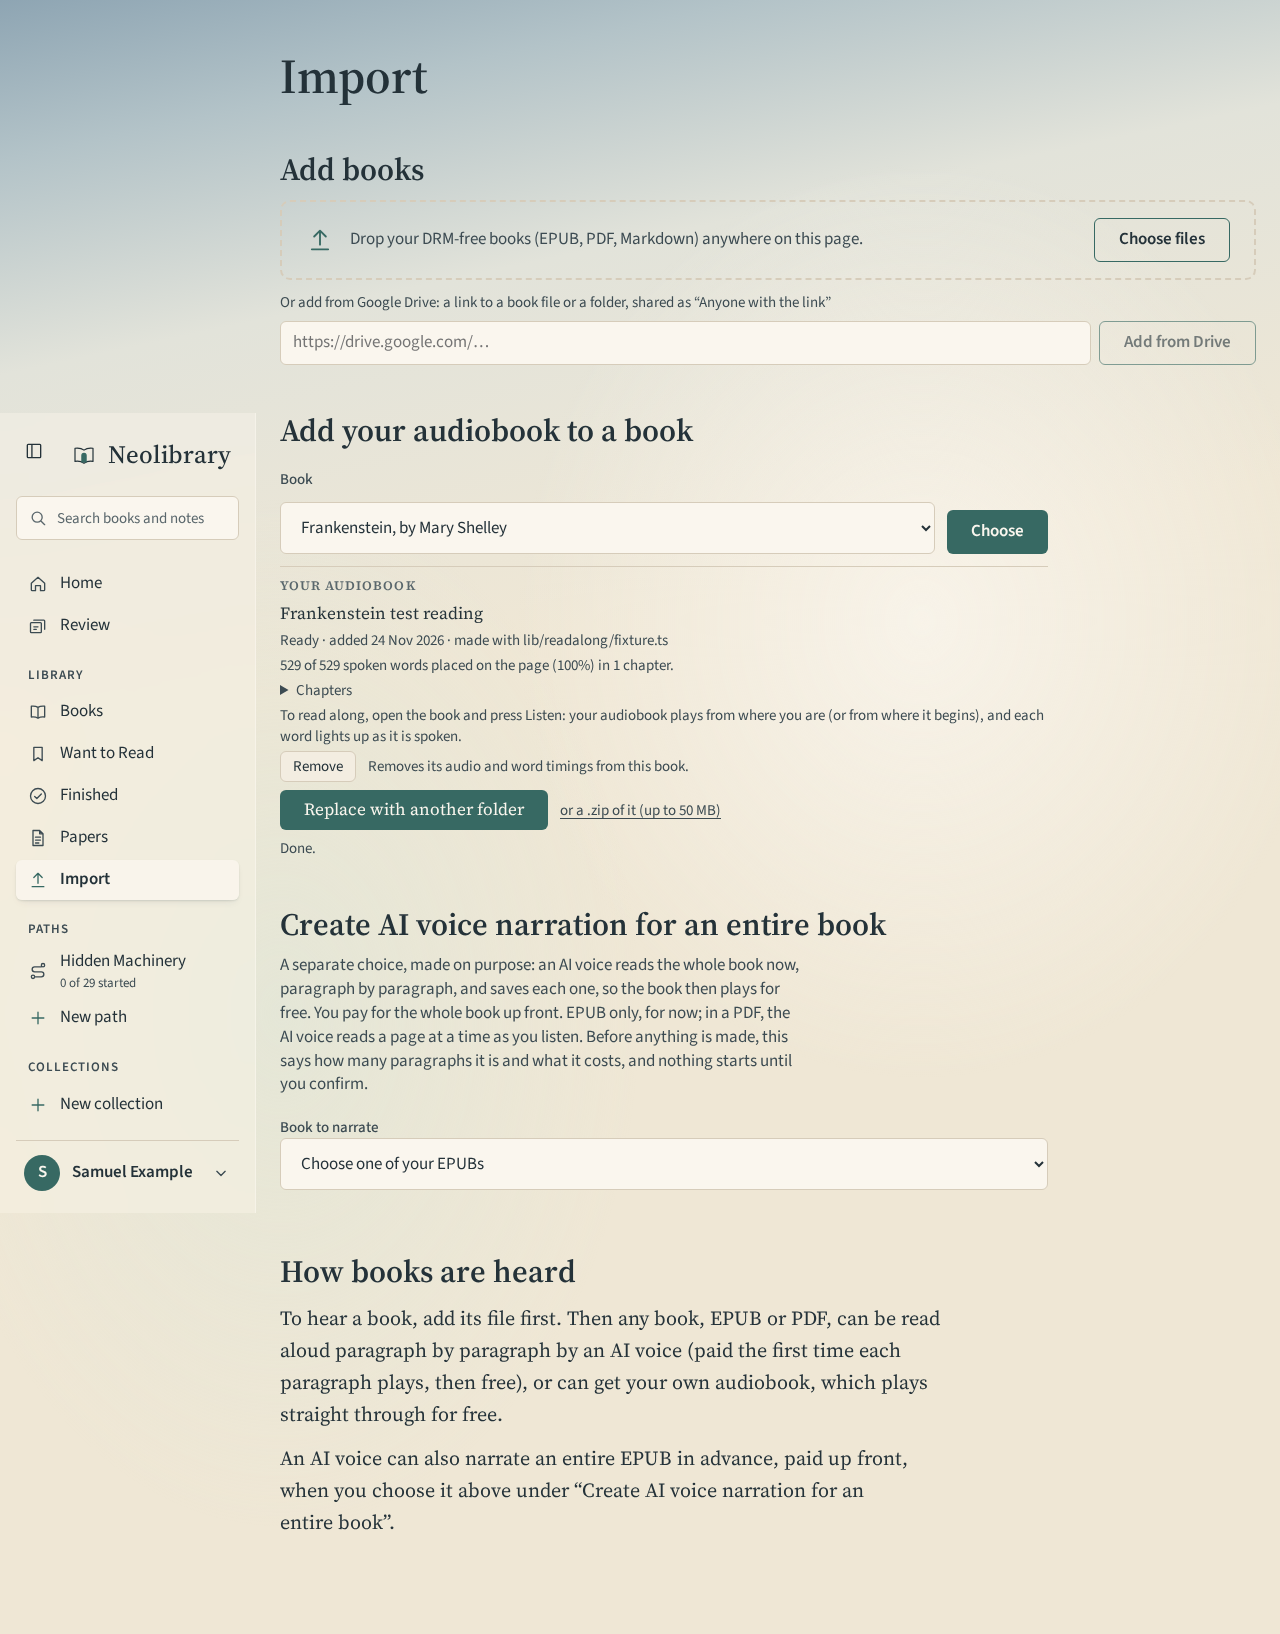 Import
Add books
Drop your DRM-free books (EPUB, PDF, Markdown) anywhere on this page.
Choose files
Or add from Google Drive: a link to a book file or a folder, shared as “Anyone with the link”
https://drive.google.com/…
Add from Drive
Neolibrary
Search books and notes
Home
Review
LIBRARY
Books
Want to Read
Finished
Papers
Import
PATHS
Hidden Machinery
0 of 29 started
New path
COLLECTIONS
New collection
S
Samuel Example
Add your audiobook to a book
Book
Frankenstein, by Mary Shelley
Choose
YOUR AUDIOBOOK
Frankenstein test reading
Ready · added 24 Nov 2026 · made with lib/readalong/fixture.ts
529 of 529 spoken words placed on the page (100%) in 1 chapter.
Chapters
To read along, open the book and press Listen: your audiobook plays from where you are (or from where it begins), and each
word lights up as it is spoken.
Remove
Removes its audio and word timings from this book.
Replace with another folder
or a .zip of it (up to 50 MB)
Done.
Create AI voice narration for an entire book
A separate choice, made on purpose: an AI voice reads the whole book now,
paragraph by paragraph, and saves each one, so the book then plays for
free. You pay for the whole book up front. EPUB only, for now; in a PDF, the
AI voice reads a page at a time as you listen. Before anything is made, this
says how many paragraphs it is and what it costs, and nothing starts until
you confirm.
Book to narrate
Choose one of your EPUBs
How books are heard
To hear a book, add its file first. Then any book, EPUB or PDF, can be read
aloud paragraph by paragraph by an AI voice (paid the first time each
paragraph plays, then free), or can get your own audiobook, which plays
straight through for free.
An AI voice can also narrate an entire EPUB in advance, paid up front,
when you choose it above under “Create AI voice narration for an
entire book”.